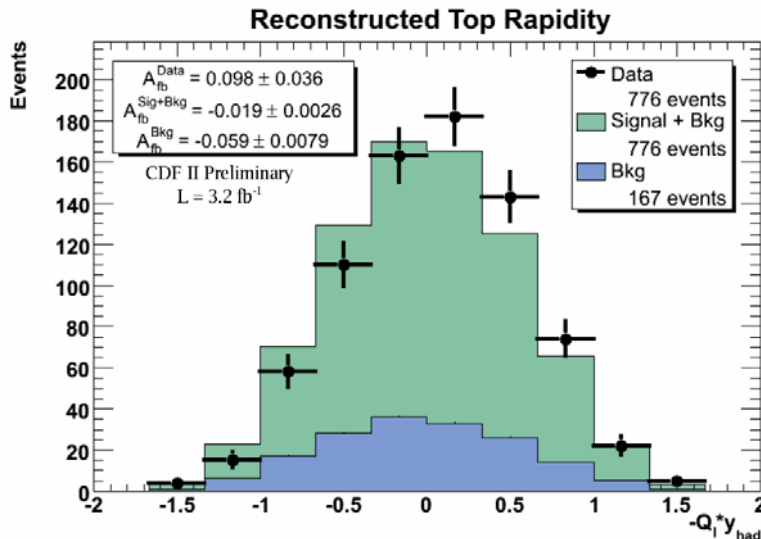 Reconstructed Top Rapidity
Events
A_fb^Data = 0.098 ± 0.036
A_fb^Sig+Bkg = -0.019 ± 0.0026
A_fb^Bkg = -0.059 ± 0.0079
CDF II Preliminary
L = 3.2 fb⁻¹
Data
776 events
Signal + Bkg
776 events
Bkg
167 events
200
180
160
140
120
100
80
60
40
20
0
-2 -1.5 -1 -0.5 0 0.5 1 1.5 2
-Q_l*y_had